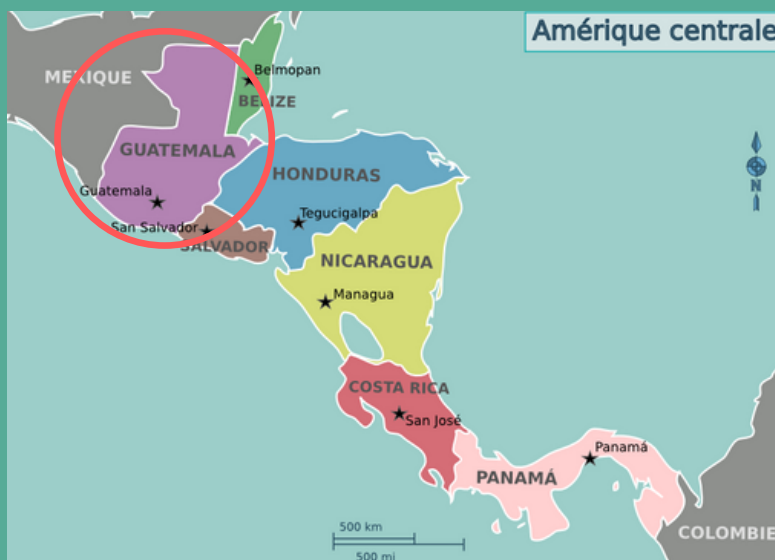 Amérique centrale
MEXIQUE
Belmopan
BELIZE
GUATEMALA
HONDURAS
Guatemala
N
Tegucigalpa
San Salvador
SALVADOR
NICARAGUA
Managua
COSTA RICA
San José
Panamá
PANAMÁ
500 km
COLOMBIE
500 mi